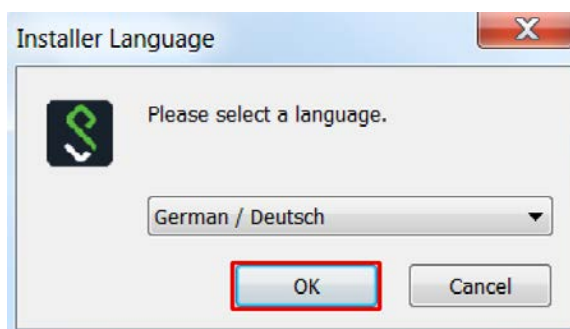 Installer Language
Please select a language.
German / Deutsch
OK
Cancel